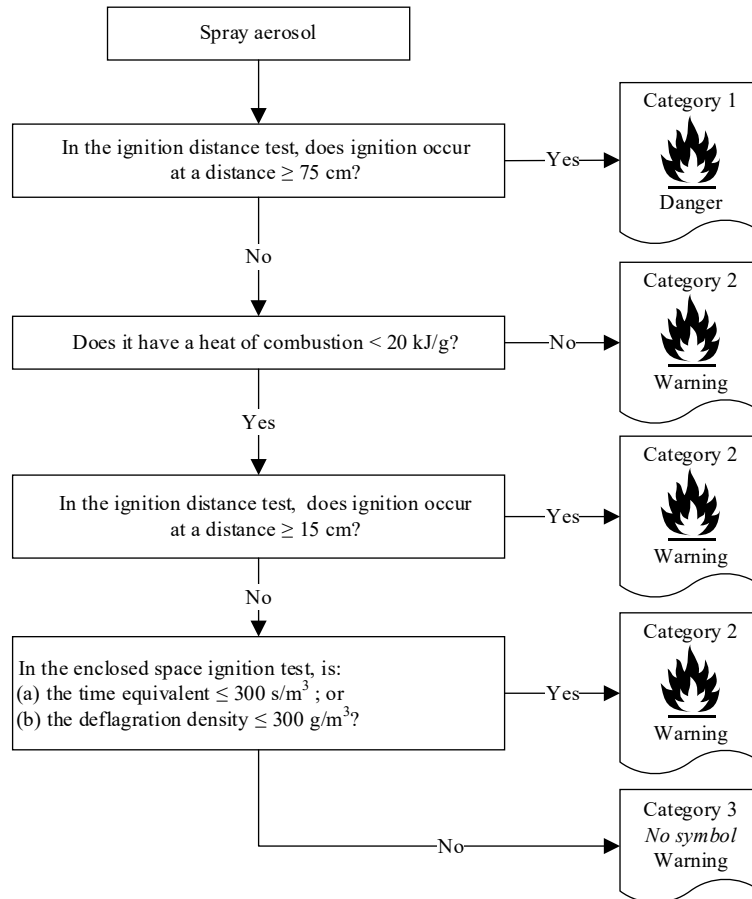 Spray aerosol
In the ignition distance test, does ignition occur
at a distance ≥ 75 cm?
Yes
Category 1
Danger
No
Does it have a heat of combustion < 20 kJ/g?
No
Category 2
Warning
Yes
In the ignition distance test, does ignition occur
at a distance ≥ 15 cm?
Yes
Category 2
Warning
No
In the enclosed space ignition test, is:
(a) the time equivalent ≤ 300 s/m³ ; or
(b) the deflagration density ≤ 300 g/m³?
Yes
Category 2
Warning
No
Category 3
No symbol
Warning